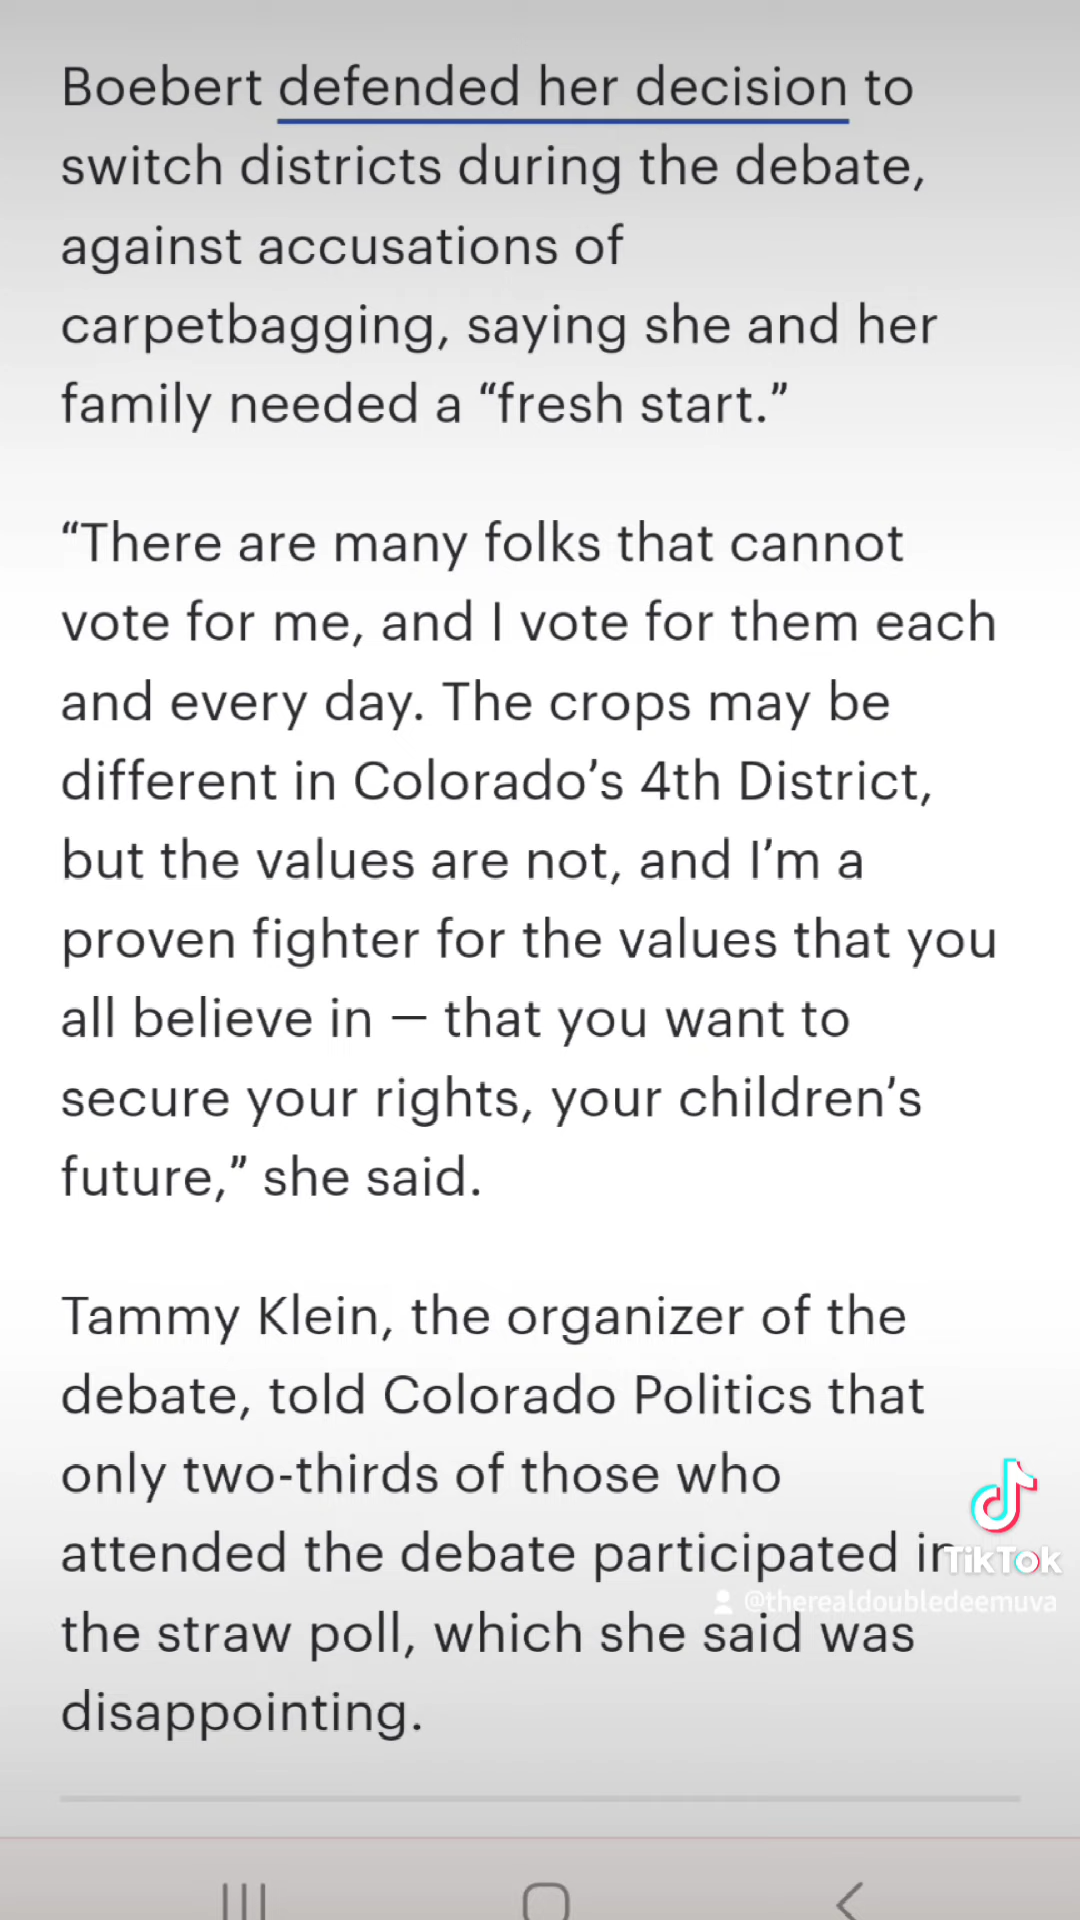 Boebert defended her decision to
switch districts during the debate,
against accusations of
carpetbagging, saying she and her
family needed a “fresh start.”
“There are many folks that cannot
vote for me, and I vote for them each
and every day. The crops may be
different in Colorado’s 4th District,
but the values are not, and I’m a
proven fighter for the values that you
all believe in — that you want to
secure your rights, your children’s
future,” she said.
Tammy Klein, the organizer of the
debate, told Colorado Politics that
only two-thirds of those who
attended the debate participated in
the straw poll, which she said was
disappointing.
TikTok
@therealdoubledeemuva